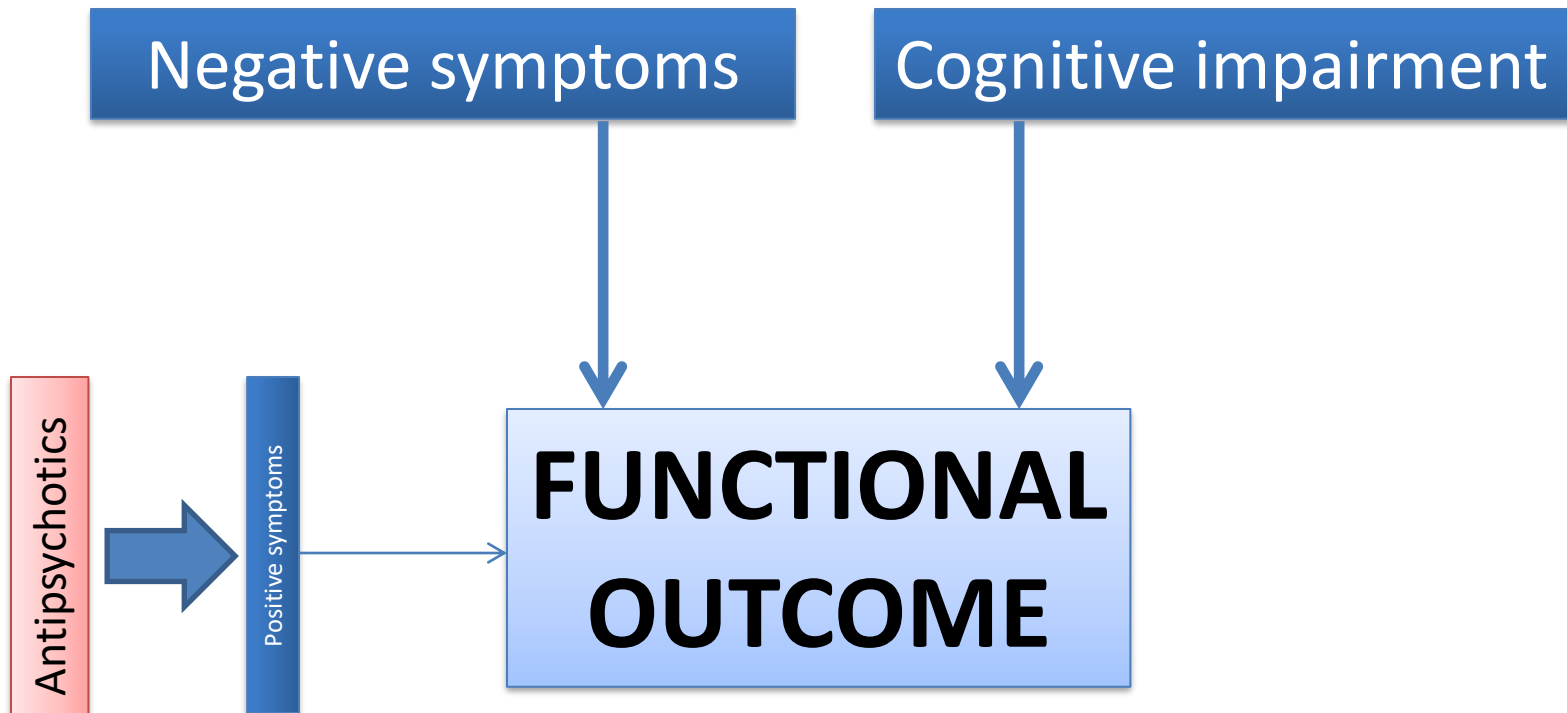 Negative symptoms
Cognitive impairment
Antipsychotics
Positive symptoms
FUNCTIONAL
OUTCOME